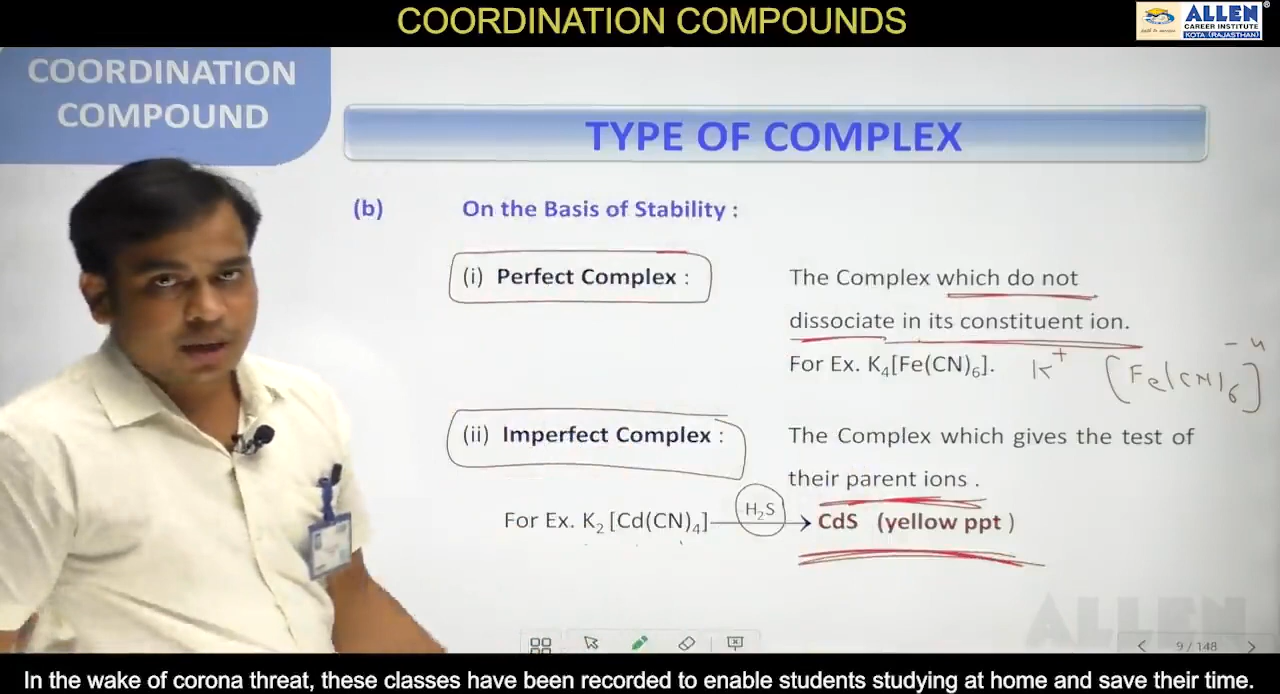 COORDINATION COMPOUNDS
ALLEN
CAREER INSTITUTE
KOTA (RAJASTHAN)
COORDINATION
COMPOUND
TYPE OF COMPLEX
(b) On the Basis of Stability :
(i) Perfect Complex : The Complex which do not
dissociate in its constituent ion.
For Ex. K₄[Fe(CN)₆]. K⁺ [Fe(CN)₆]⁻⁴
(ii) Imperfect Complex : The Complex which gives the test of
their parent ions .
For Ex. K₂ [Cd(CN)₄] H₂S → CdS (yellow ppt )
ALLEN
9 / 148
In the wake of corona threat, these classes have been recorded to enable students studying at home and save their time.